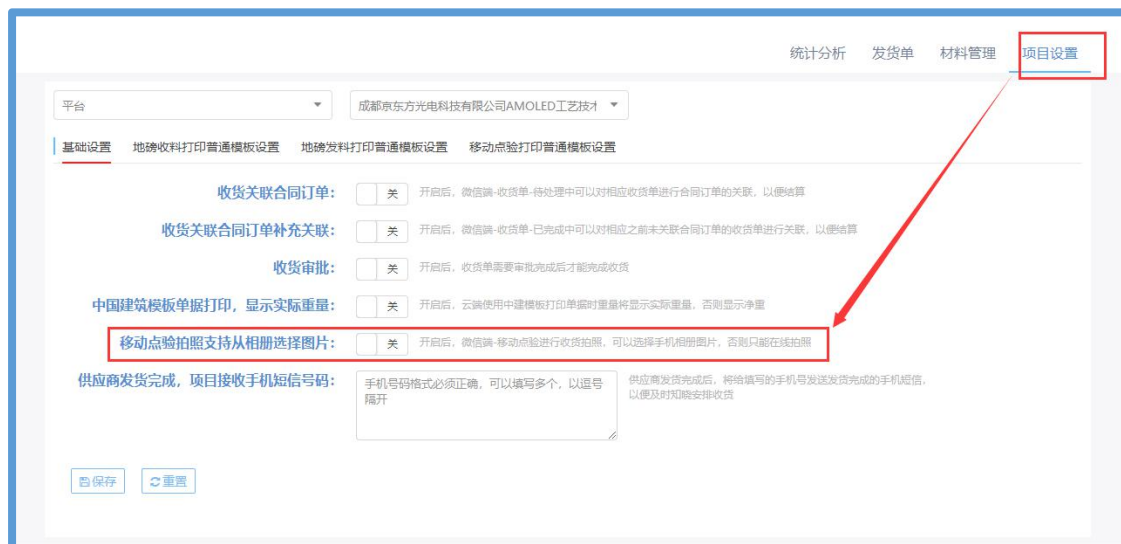 统计分析 发货单 材料管理 项目设置
平台 成都京东方光电科技有限公司AMOLED工艺技术
基础设置 地磅收料打印普通模板设置 地磅发料打印普通模板设置 移动点验打印普通模板设置
收货关联合同订单： 关 开启后，微信端-收货单-待处理中可以对相应收货单进行合同订单的关联，以便结算
收货关联合同订单补充关联： 关 开启后，微信端-收货单-已完成中可以对相应之前未关联合同订单的收货单进行关联，以便结算
收货审批： 关 开启后，收货单需要审批完成后才能完成收货
中国建筑模板单据打印，显示实际重量： 关 开启后，云端使用中建模板打印单据时重量将显示实际重量，否则显示净重
移动点验拍照支持从相册选择图片： 关 开启后，微信端-移动点验进行收货拍照，可以选择手机相册图片，否则只能在线拍照
供应商发货完成，项目接收手机短信号码： 手机号码格式必须正确，可以填写多个，以逗号 供应商发货完成后，将给填写的手机号发送发货完成的手机短信，
隔开 以便及时知晓安排收货
保存 重置